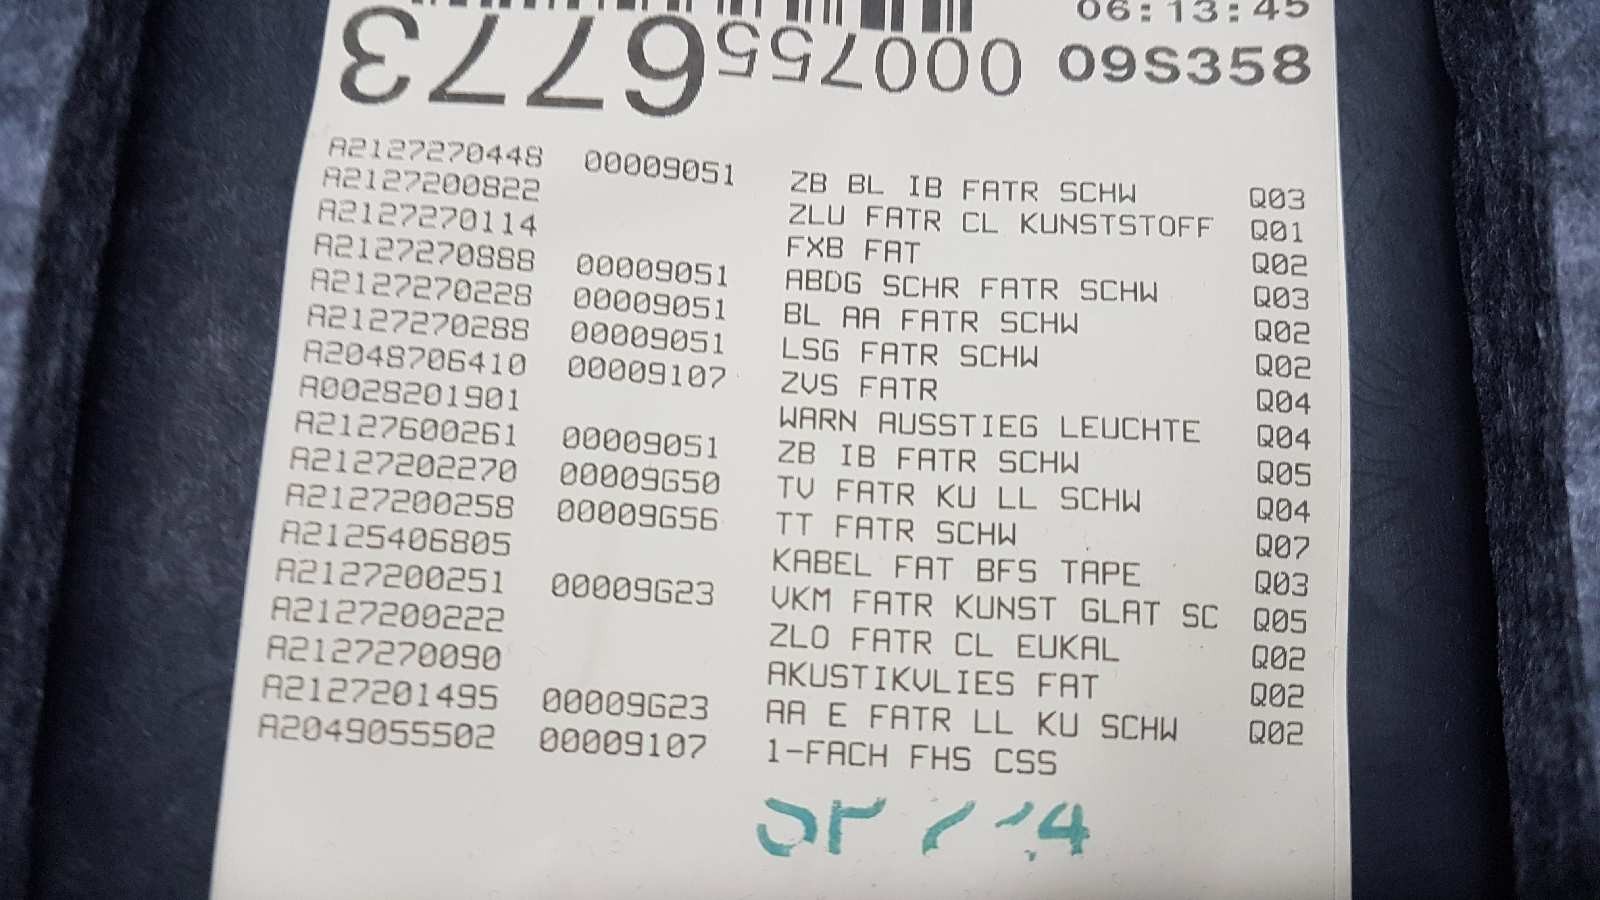 06:13:45
0007556773 09S358
A2127270448 00009051 ZB BL IB FATR SCHW Q03
A2127200822 ZLU FATR CL KUNSTSTOFF Q01
A2127270114 FXB FAT Q02
A2127270888 00009051 ABDG SCHR FATR SCHW Q03
A2127270228 00009051 BL AA FATR SCHW Q02
A2127270288 00009051 LSG FATR SCHW Q02
A2048706410 00009107 ZVS FATR Q04
A0028201901 WARN AUSSTIEG LEUCHTE Q04
A2127600261 00009051 ZB IB FATR SCHW Q05
A2127202270 00009G50 TV FATR KU LL SCHW Q04
A2127200258 00009G56 TT FATR SCHW Q07
A2125406805 KABEL FAT BFS TAPE Q03
A2127200251 00009G23 VKM FATR KUNST GLAT SC Q05
A2127200222 ZLO FATR CL EUKAL Q02
A2127270090 AKUSTIKVLIES FAT Q02
A2127201495 00009G23 AA E FATR LL KU SCHW Q02
A2049055502 00009107 1-FACH FHS CSS